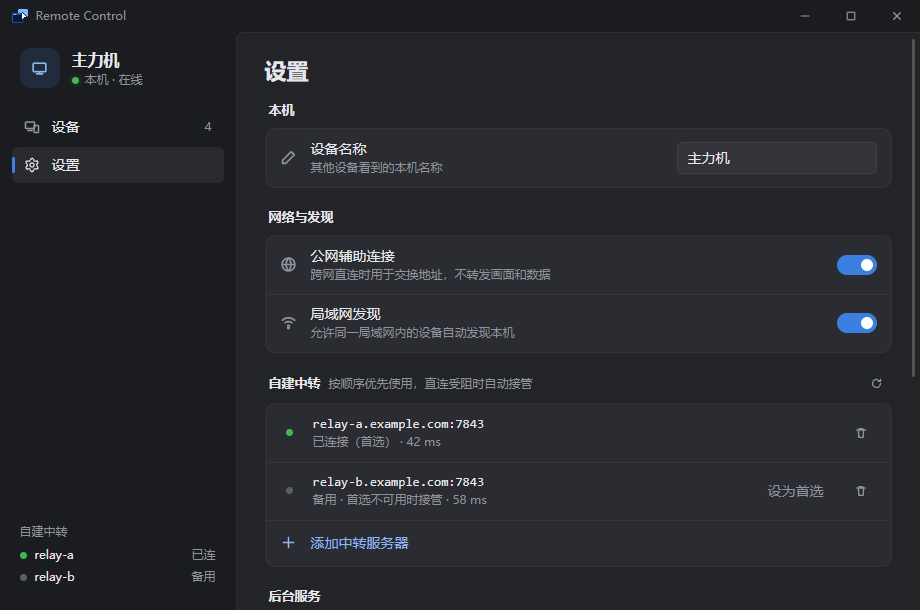 Remote Control
主力机
本机 · 在线
设备 4
设置
自建中转
relay-a 已连
relay-b 备用
设置
本机
设备名称
其他设备看到的本机名称
主力机
网络与发现
公网辅助连接
跨网直连时用于交换地址，不转发画面和数据
局域网发现
允许同一局域网内的设备自动发现本机
自建中转 按顺序优先使用，直连受阻时自动接管
relay-a.example.com:7843
已连接（首选） · 42 ms
relay-b.example.com:7843
备用 · 首选不可用时接管 · 58 ms
设为首选
添加中转服务器
后台服务